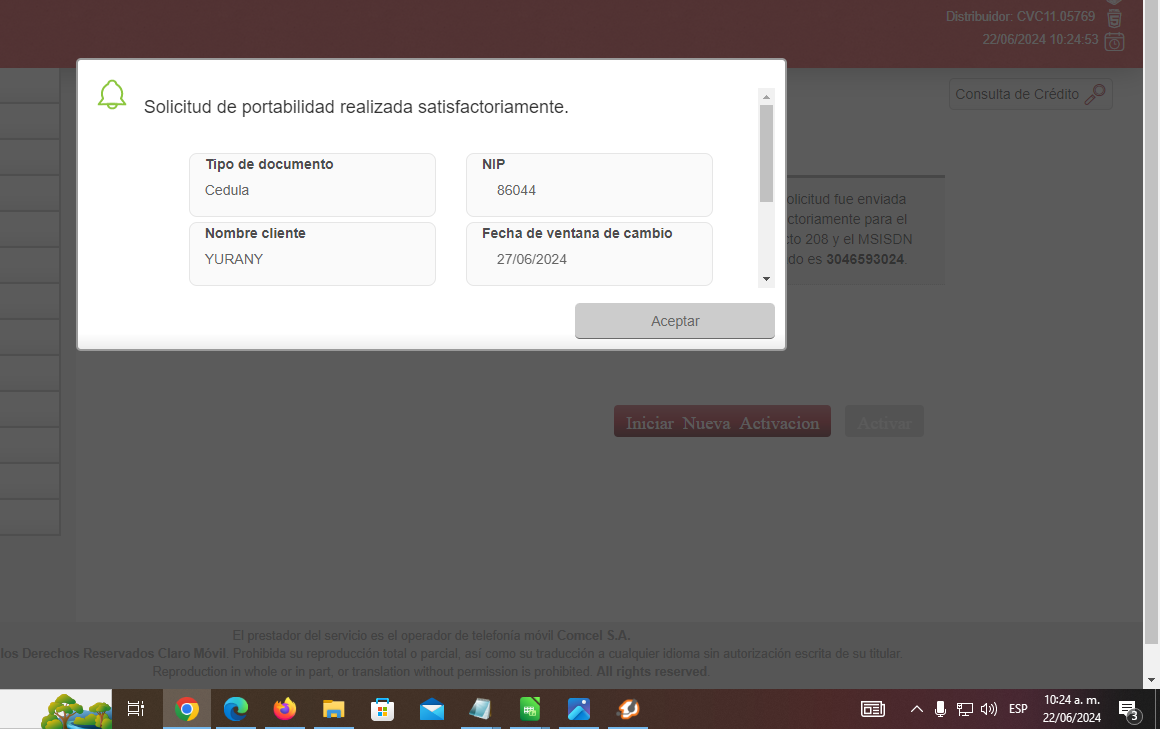 Distribuidor: CVC11.05769
22/06/2024 10:24:53
Consulta de Crédito
Solicitud de portabilidad realizada satisfactoriamente.
Tipo de documento
Cedula
NIP
86044
Nombre cliente
YURANY
Fecha de ventana de cambio
27/06/2024
Aceptar
olicitud fue enviada
ctoriamente para el
to 208 y el MSISDN
do es 3046593024.
Iniciar Nueva Activacion
Activar
El prestador del servicio es el operador de telefonía móvil Comcel S.A.
los Derechos Reservados Claro Móvil. Prohibida su reproducción total o parcial, así como su traducción a cualquier idioma sin autorización escrita de su titular.
Reproduction in whole or in part, or translation without permission is prohibited. All rights reserved.
ESP
10:24 a. m.
22/06/2024
3